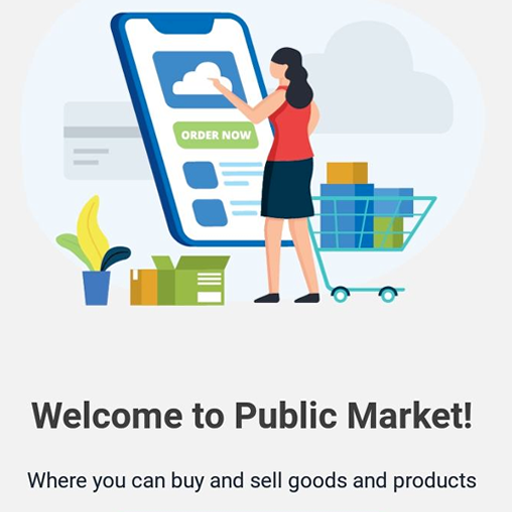 ORDER NOW
Welcome to Public Market!
Where you can buy and sell goods and products